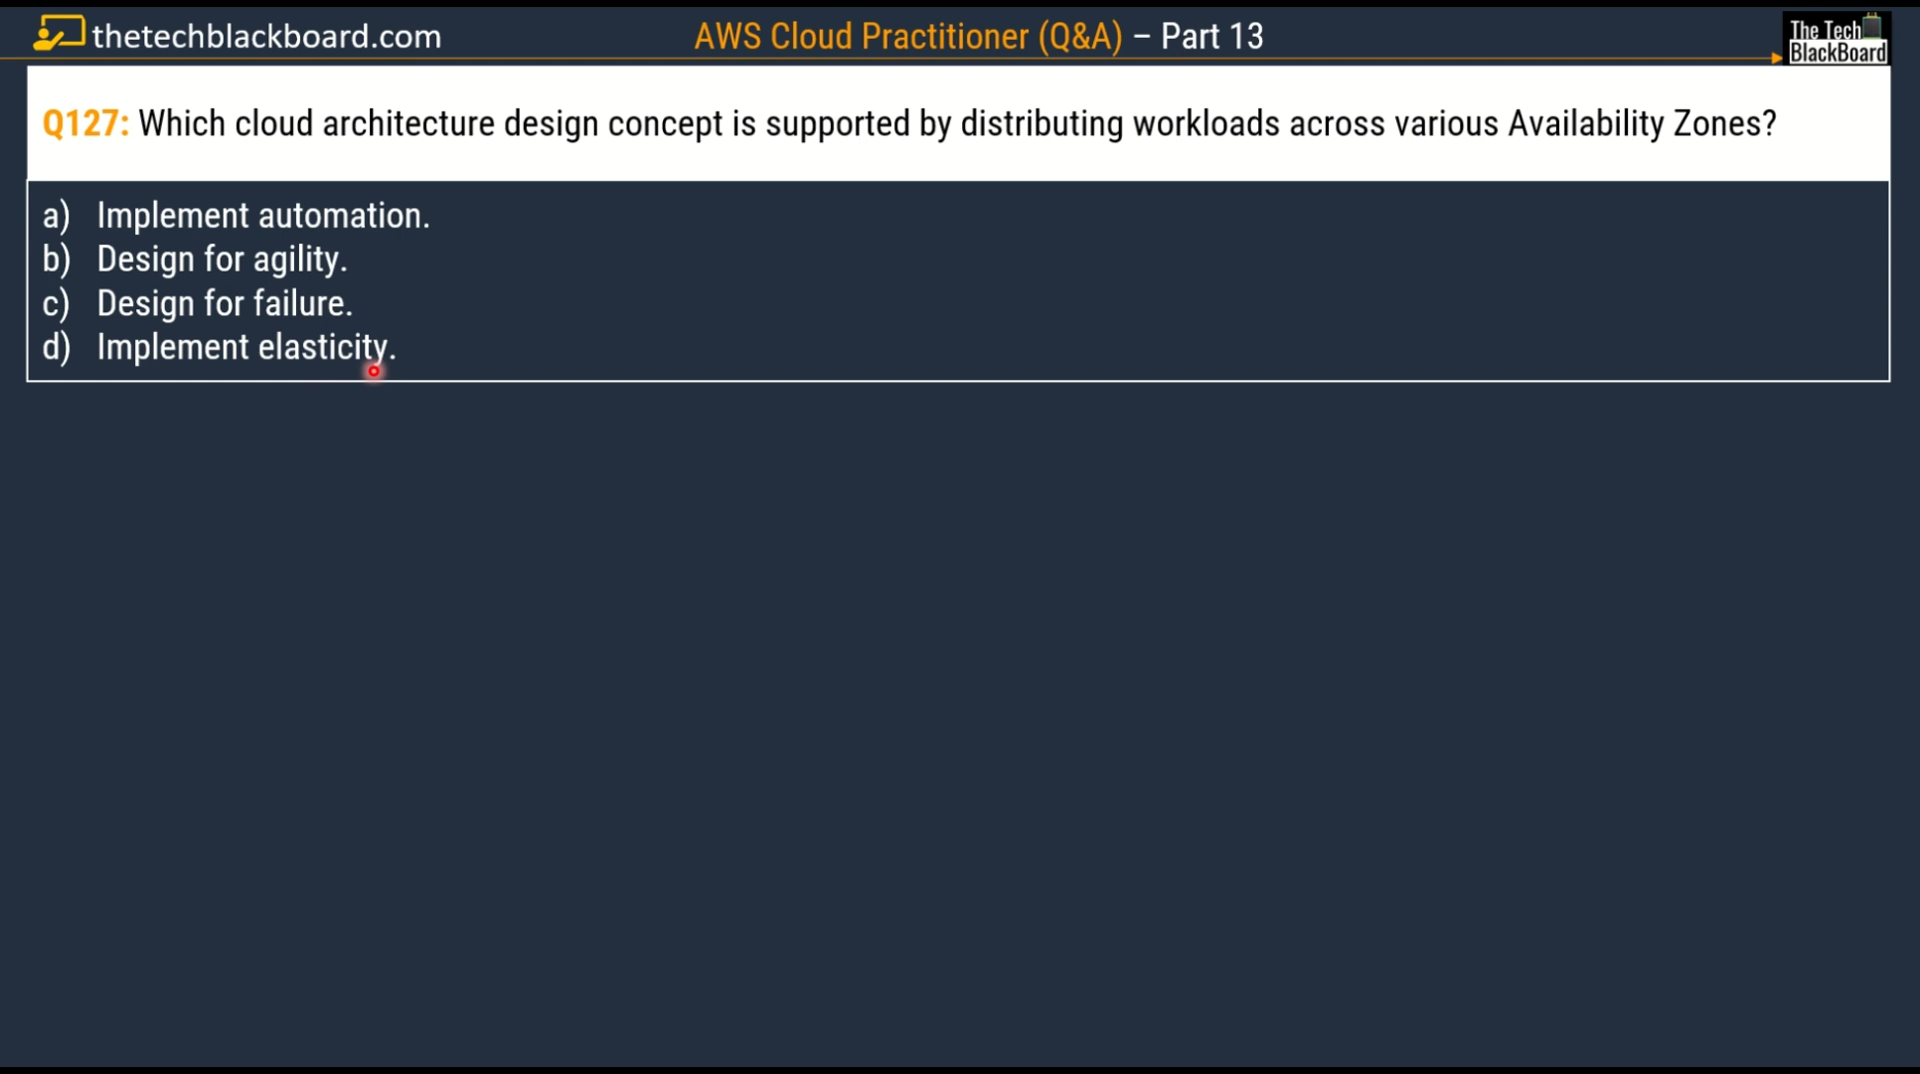 thetechblackboard.com
AWS Cloud Practitioner (Q&A) – Part 13
The Tech
BlackBoard
Q127: Which cloud architecture design concept is supported by distributing workloads across various Availability Zones?
a) Implement automation.
b) Design for agility.
c) Design for failure.
d) Implement elasticity.